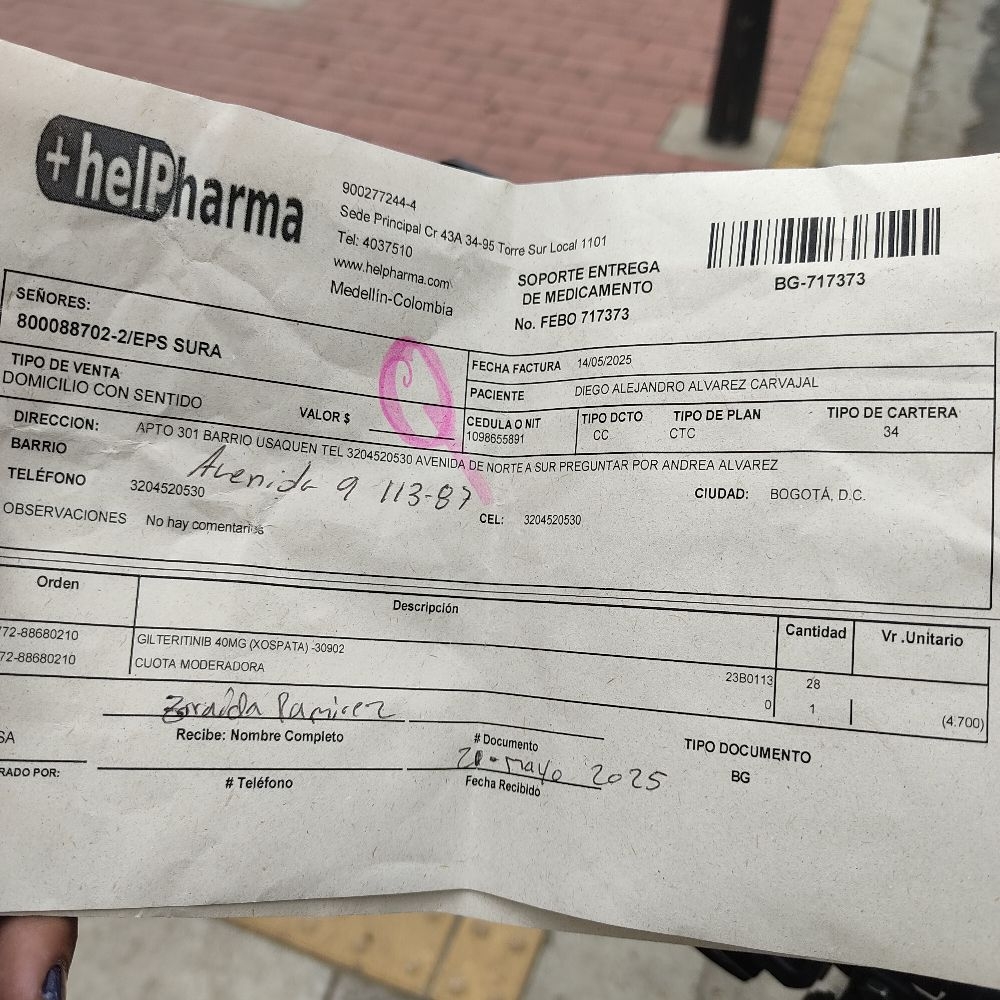 +helPharma
900277244-4
Sede Principal Cr 43A 34-95 Torre Sur Local 1101
Tel: 4037510
www.helpharma.com
Medellín-Colombia
SOPORTE ENTREGA
DE MEDICAMENTO
No. FEBO 717373
BG-717373
SEÑORES:
800088702-2/EPS SURA
TIPO DE VENTA
DOMICILIO CON SENTIDO
VALOR $
FECHA FACTURA 14/05/2025
PACIENTE DIEGO ALEJANDRO ALVAREZ CARVAJAL
CEDULA O NIT
1098655891
TIPO DCTO
CC
TIPO DE PLAN
CTC
TIPO DE CARTERA
34
DIRECCION: APTO 301 BARRIO USAQUEN TEL 3204520530 AVENIDA DE NORTE A SUR PREGUNTAR POR ANDREA ALVAREZ
BARRIO
Avenida 9 113-87
CIUDAD: BOGOTÁ, D.C.
TELÉFONO 3204520530
CEL: 3204520530
OBSERVACIONES No hay comentarios
Orden Descripción Cantidad Vr .Unitario
72-88680210 GILTERITINIB 40MG (XOSPATA) -30902 23B0113 28
72-88680210 CUOTA MODERADORA 0 1 (4.700)
Zoraida Ramirez
Recibe: Nombre Completo
# Documento
TIPO DOCUMENTO
BG
SA
RADO POR:
# Teléfono
21-mayo 2025
Fecha Recibido